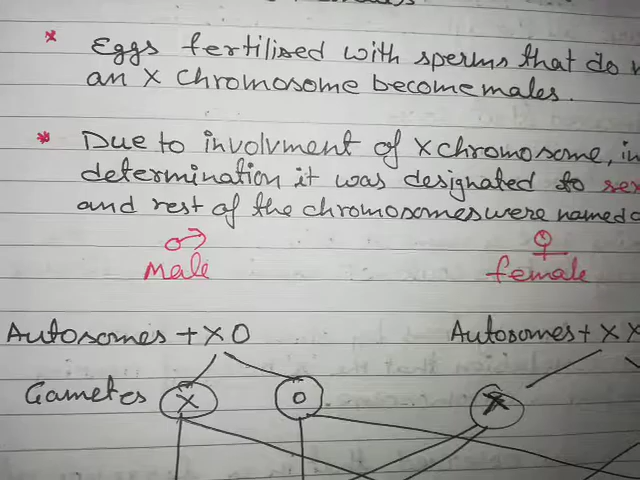 * Eggs fertilised with sperms that do
an X chromosome become males.
* Due to involvment of X chromosome, in
determination it was designated to sex
and rest of the chromosomes were named
♂ ♀
Male female
Autosomes + XO Autosomes + XX
Gametes X O X